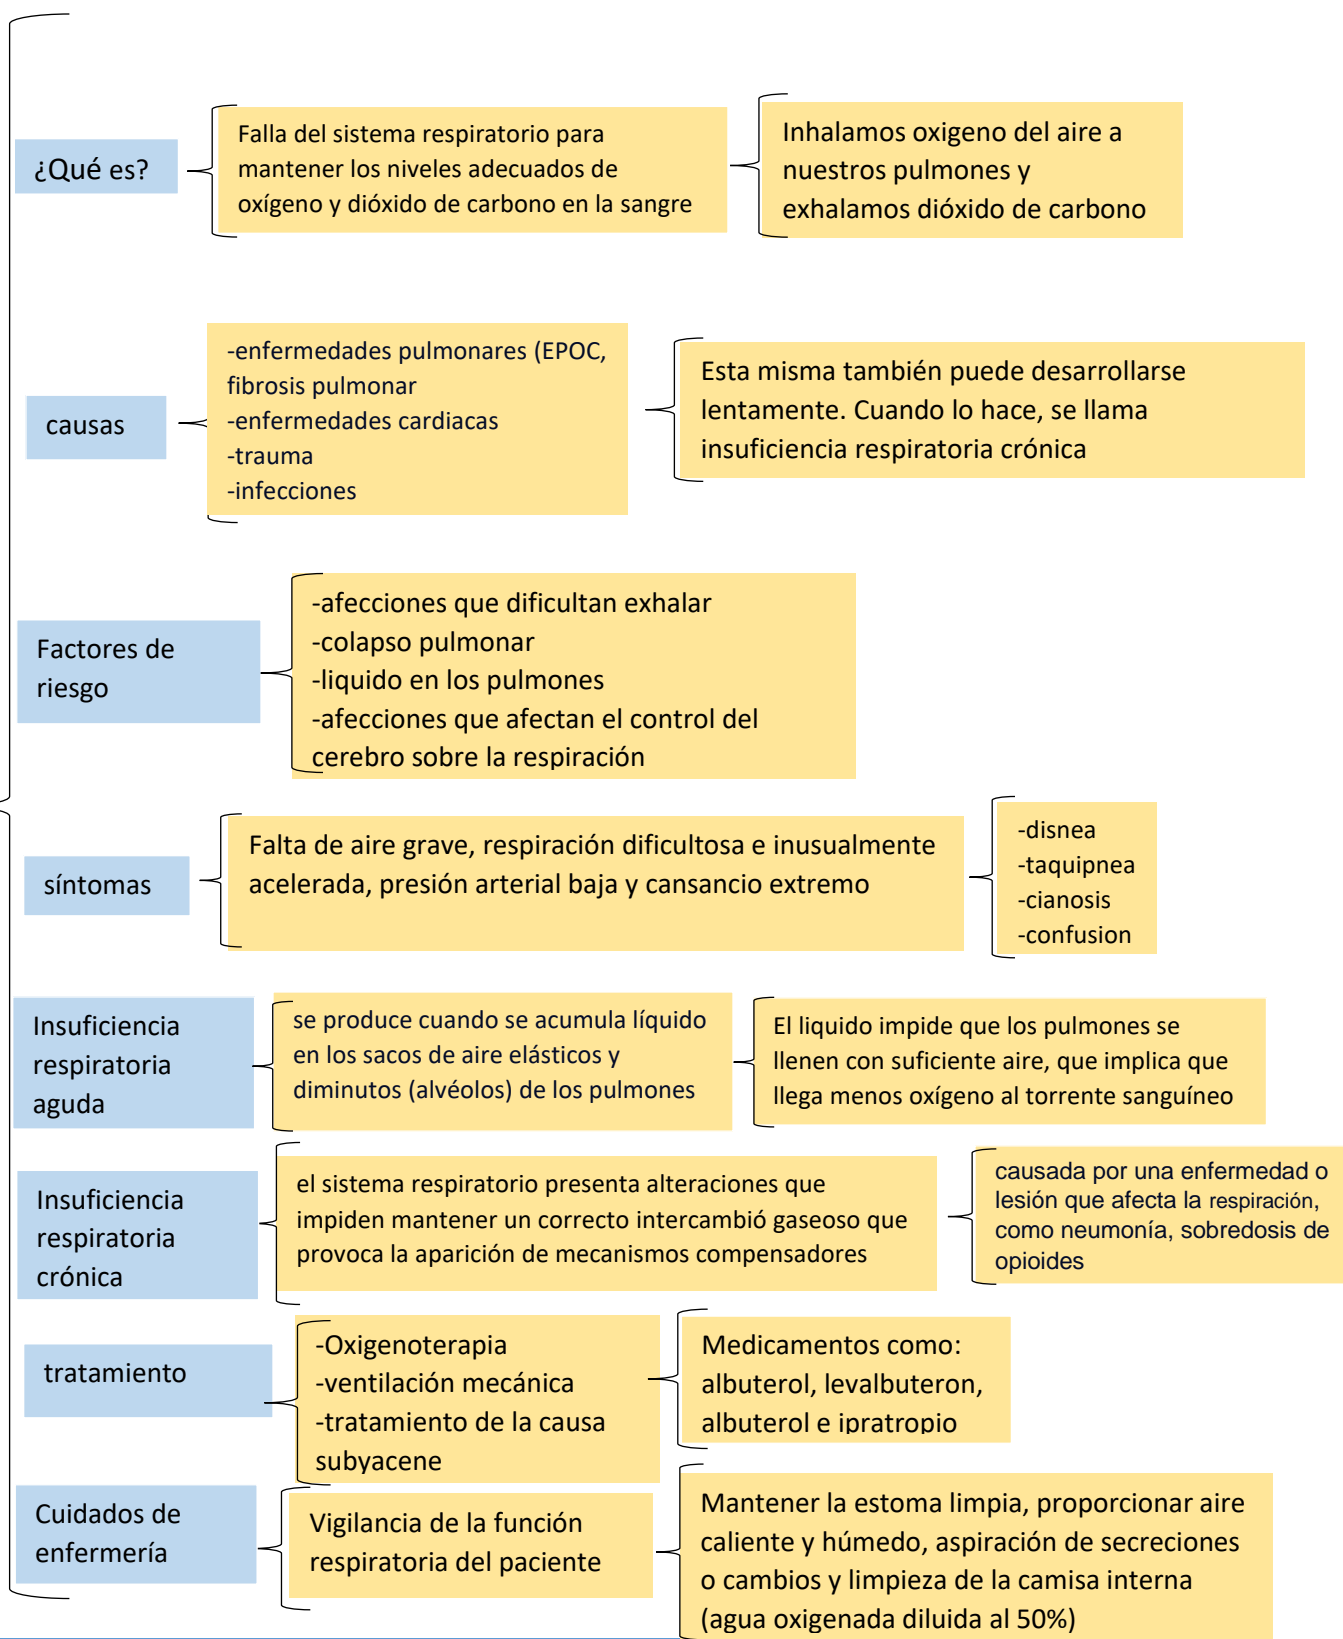 ¿Qué es?
Falla del sistema respiratorio para
mantener los niveles adecuados de
oxígeno y dióxido de carbono en la sangre
Inhalamos oxigeno del aire a
nuestros pulmones y
exhalamos dióxido de carbono
causas
-enfermedades pulmonares (EPOC,
fibrosis pulmonar
-enfermedades cardiacas
-trauma
-infecciones
Esta misma también puede desarrollarse
lentamente. Cuando lo hace, se llama
insuficiencia respiratoria crónica
Factores de
riesgo
-afecciones que dificultan exhalar
-colapso pulmonar
-liquido en los pulmones
-afecciones que afectan el control del
cerebro sobre la respiración
síntomas
Falta de aire grave, respiración dificultosa e inusualmente
acelerada, presión arterial baja y cansancio extremo
-disnea
-taquipnea
-cianosis
-confusion
Insuficiencia
respiratoria
aguda
se produce cuando se acumula líquido
en los sacos de aire elásticos y
diminutos (alvéolos) de los pulmones
El liquido impide que los pulmones se
llenen con suficiente aire, que implica que
llega menos oxígeno al torrente sanguíneo
Insuficiencia
respiratoria
crónica
el sistema respiratorio presenta alteraciones que
impiden mantener un correcto intercambió gaseoso que
provoca la aparición de mecanismos compensadores
causada por una enfermedad o
lesión que afecta la respiración,
como neumonía, sobredosis de
opioides
tratamiento
-Oxigenoterapia
-ventilación mecánica
-tratamiento de la causa
subyacene
Medicamentos como:
albuterol, levalbuteron,
albuterol e ipratropio
Cuidados de
enfermería
Vigilancia de la función
respiratoria del paciente
Mantener la estoma limpia, proporcionar aire
caliente y húmedo, aspiración de secreciones
o cambios y limpieza de la camisa interna
(agua oxigenada diluida al 50%)